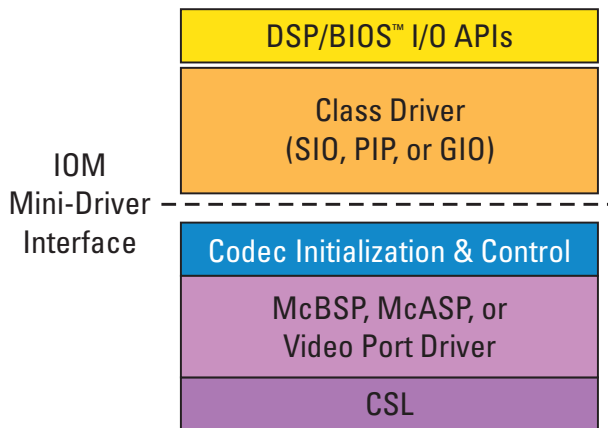 DSP/BIOS™ I/O APIs
Class Driver
(SIO, PIP, or GIO)
IOM
Mini-Driver
Interface
Codec Initialization & Control
McBSP, McASP, or
Video Port Driver
CSL